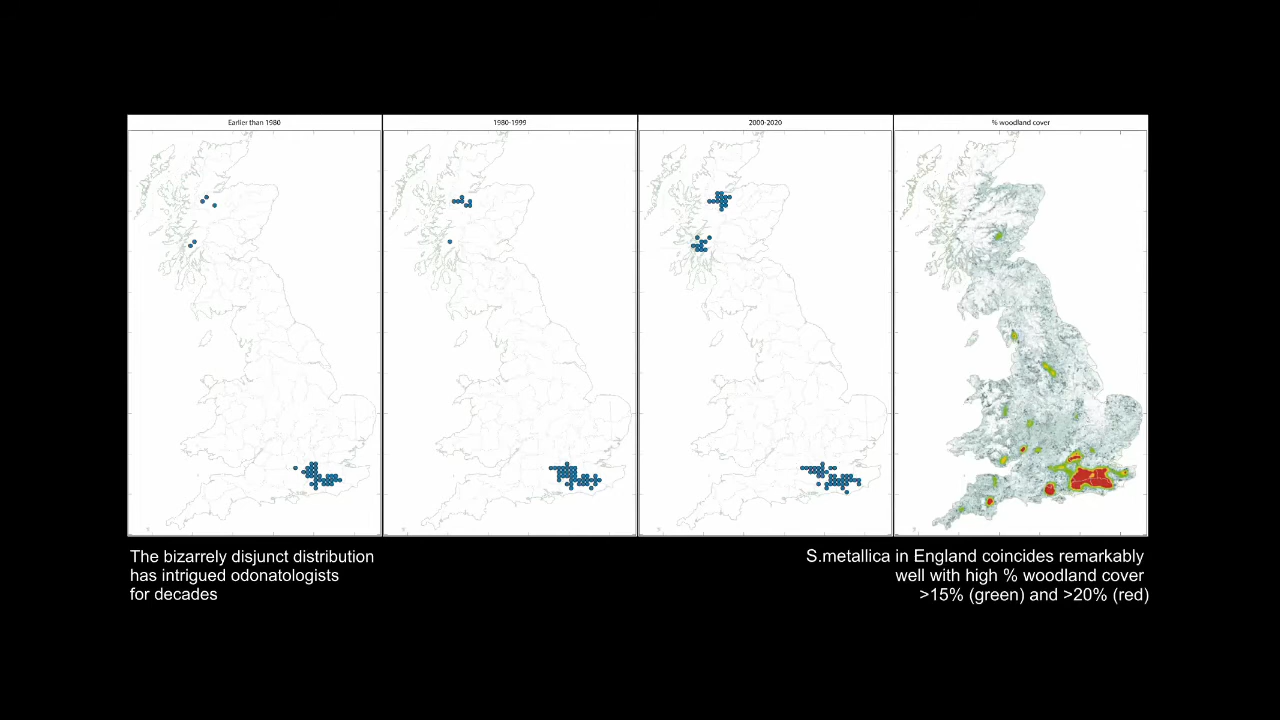 Earlier than 1980
1980-1999
2000-2020
% woodland cover
The bizarrely disjunct distribution
has intrigued odonatologists
for decades
S.metallica in England coincides remarkably
well with high % woodland cover
>15% (green) and >20% (red)